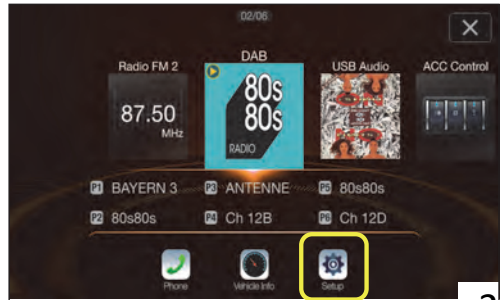 02/06
Radio FM 2
DAB
USB Audio
ACC Control
87.50
MHz
80s
80s
RADIO
P1 BAYERN 3
P3 ANTENNE
P5 80s80s
P2 80s80s
P4 Ch 12B
P6 Ch 12D
Phone
Vehicle Info
Setup